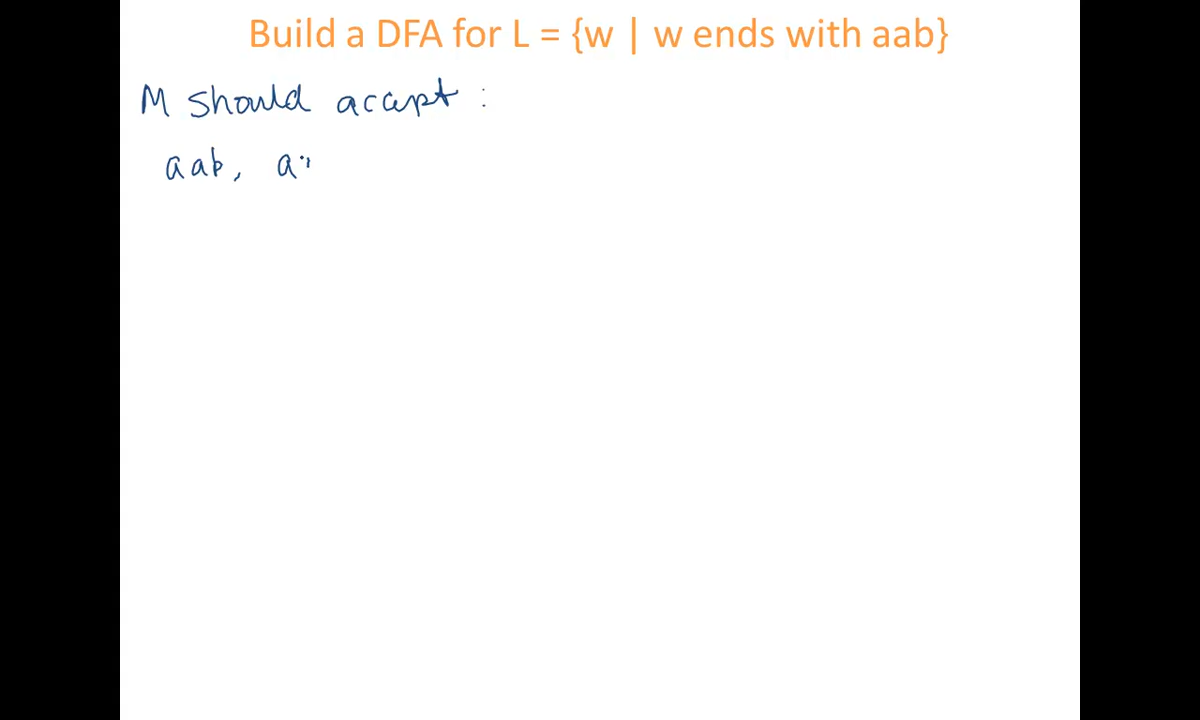 Build a DFA for L = {w | w ends with aab}
M should accept :
aab, a